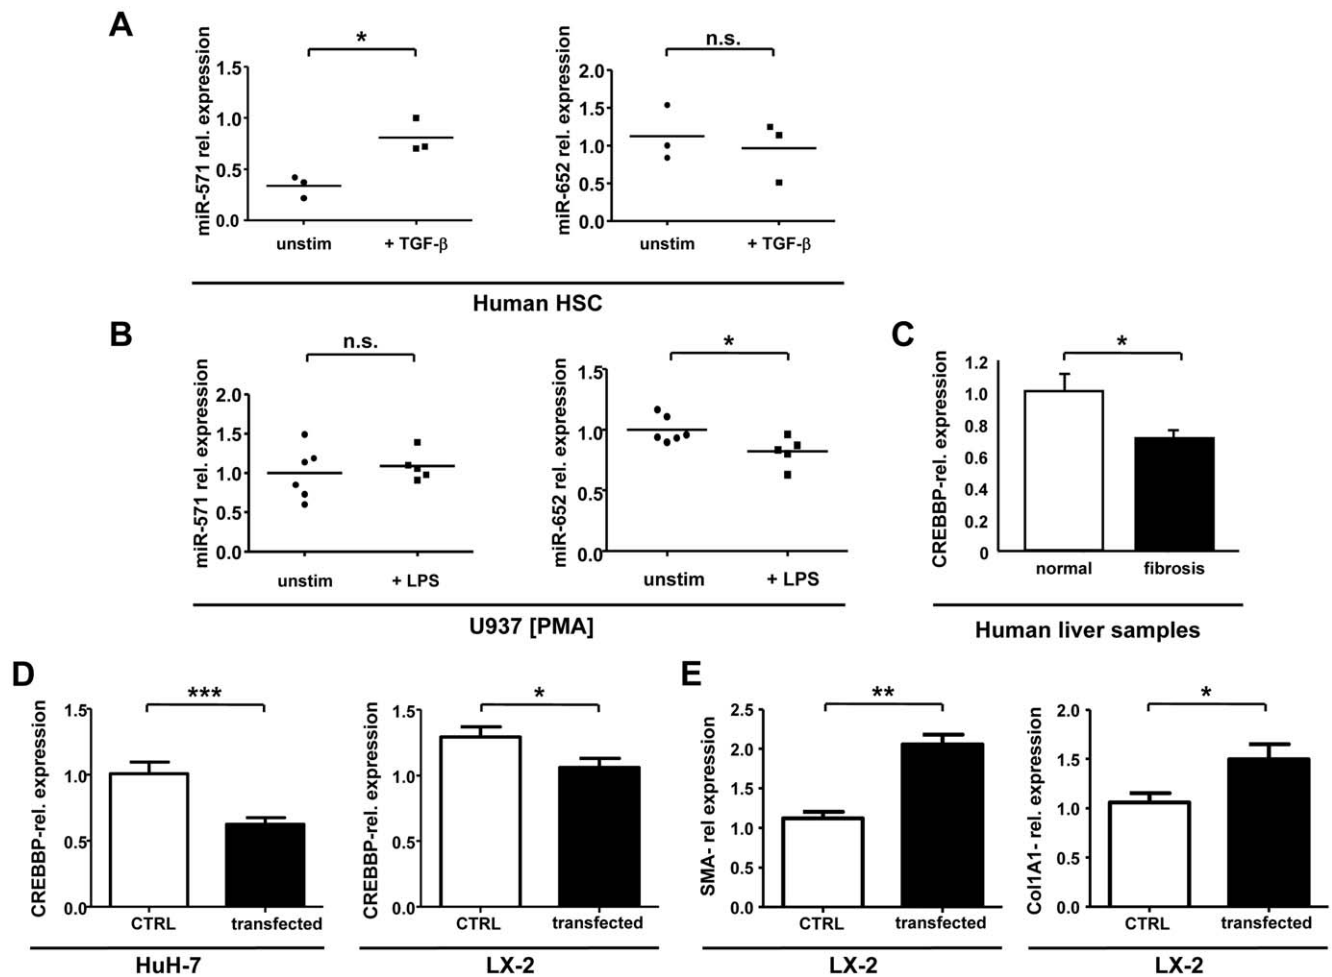 A
miR-571 rel. expression
1.5
1.0
0.5
0.0
*
unstim
+ TGF-β
miR-652 rel. expression
2.0
1.5
1.0
0.5
0.0
n.s.
unstim
+ TGF-β
Human HSC
B
miR-571 rel. expression
2.0
1.5
1.0
0.5
0.0
n.s.
unstim
+ LPS
miR-652 rel. expression
1.5
1.0
0.5
0.0
*
unstim
+ LPS
U937 [PMA]
C
CREBBP-rel. expression
1.2
1.0
0.8
0.6
0.4
0.2
0
*
normal
fibrosis
Human liver samples
D
CREBBP-rel. expression
1.5
1.0
0.5
0.0
***
CTRL
transfected
HuH-7
CREBBP-rel. expression
1.5
1.0
0.5
0.0
*
CTRL
transfected
LX-2
E
SMA- rel expression
2.5
2.0
1.5
1.0
0.5
0.0
**
CTRL
transfected
LX-2
Col1A1- rel. expression
2.0
1.5
1.0
0.5
0.0
*
CTRL
transfected
LX-2